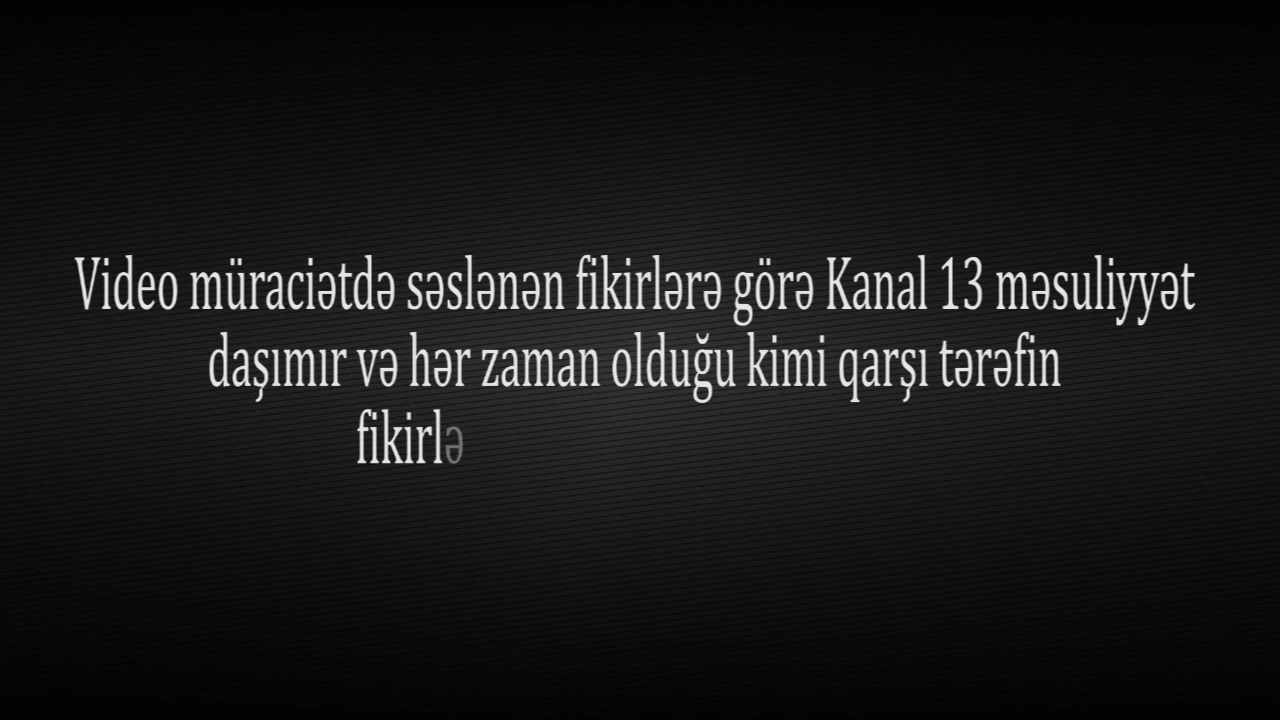 Video müraciətdə səslənən fikirlərə görə Kanal 13 məsuliyyət
daşımır və hər zaman olduğu kimi qarşı tərəfin
fikirlə